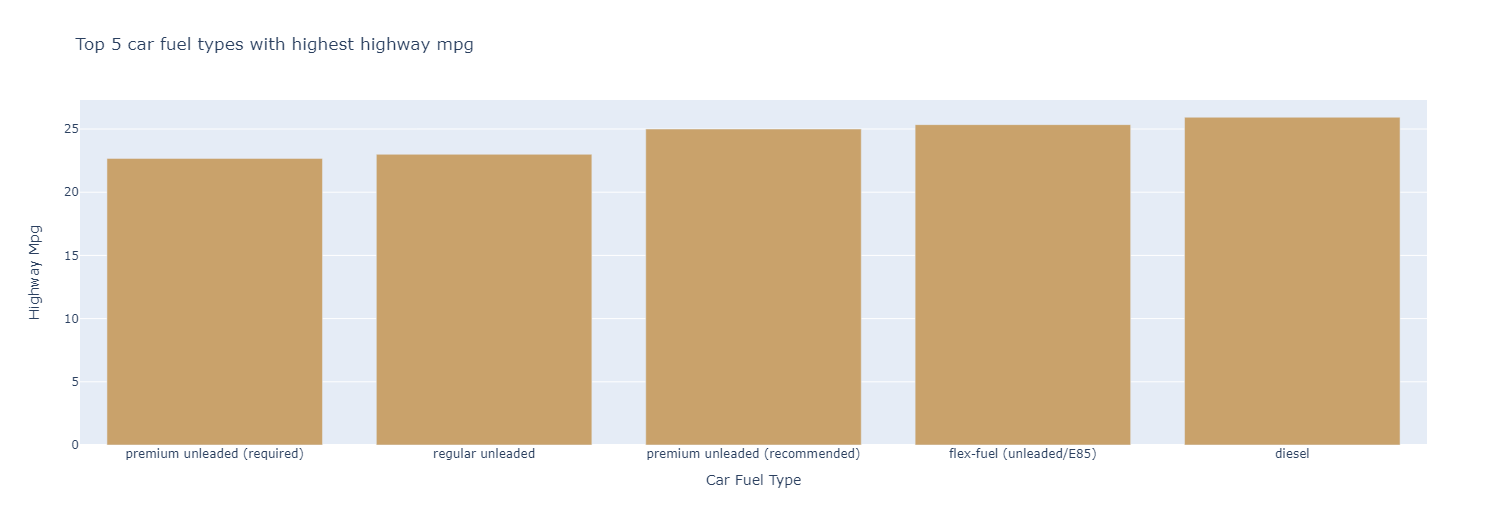 Top 5 car fuel types with highest highway mpg
Highway Mpg
25
20
15
10
5
0
premium unleaded (required)
regular unleaded
premium unleaded (recommended)
flex-fuel (unleaded/E85)
diesel
Car Fuel Type